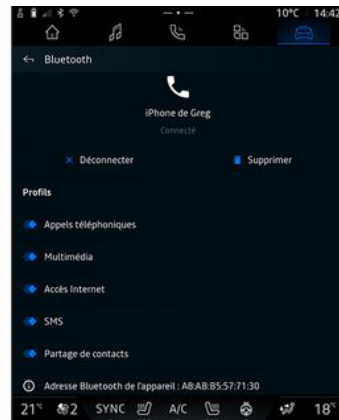 10°C 14:42
Bluetooth
iPhone de Greg
Connecté
Déconnecter
Supprimer
Profils
Appels téléphoniques
Multimédia
Accès Internet
SMS
Partage de contacts
Adresse Bluetooth de l'appareil : A8:AB:B5:57:71:30
21° 2 SYNC A/C 18°